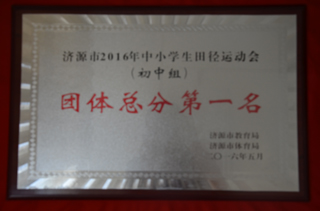 济源市2016年中小学生田径运动会
（初中组）
团体总分第一名
济源市教育局
济源市体育局
二〇一六年五月